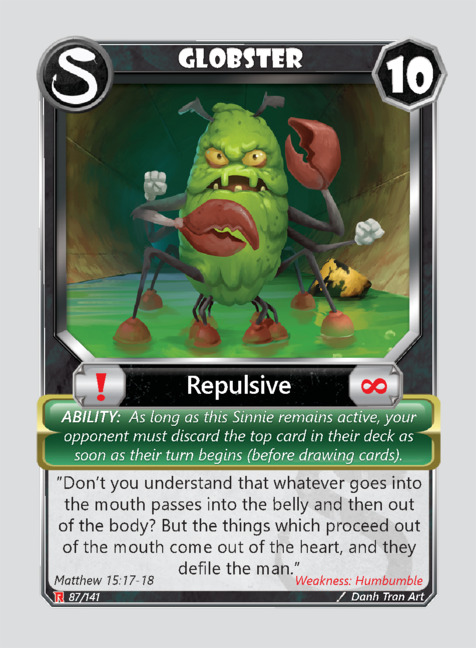 S
GLOBSTER
10
!
Repulsive
∞
ABILITY: As long as this Sinnie remains active, your
opponent must discard the top card in their deck as
soon as their turn begins (before drawing cards).
"Don't you understand that whatever goes into
the mouth passes into the belly and then out
of the body? But the things which proceed out
of the mouth come out of the heart, and they
defile the man."
Matthew 15:17-18
Weakness: Humbumble
R 87/141
Danh Tran Art